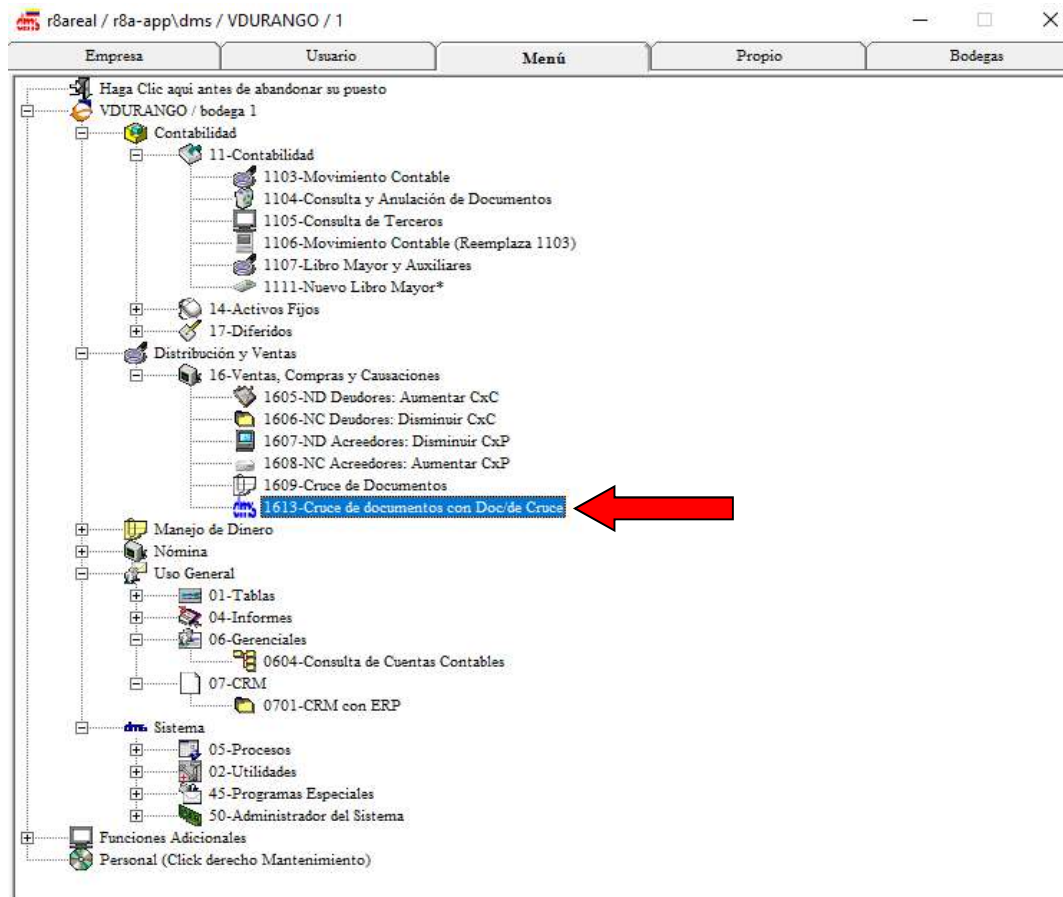 r8areal / r8a-app\dms / VDURANGO / 1
Empresa Usuario Menú Propio Bodegas
Haga Clic aqui antes de abandonar su puesto
VDURANGO / bodega 1
Contabilidad
11-Contabilidad
1103-Movimiento Contable
1104-Consulta y Anulación de Documentos
1105-Consulta de Terceros
1106-Movimiento Contable (Reemplaza 1103)
1107-Libro Mayor y Auxiliares
1111-Nuevo Libro Mayor*
14-Activos Fijos
17-Diferidos
Distribución y Ventas
16-Ventas, Compras y Causaciones
1605-ND Deudores: Aumentar CxC
1606-NC Deudores: Disminuir CxC
1607-ND Acreedores: Disminuir CxP
1608-NC Acreedores: Aumentar CxP
1609-Cruce de Documentos
1613-Cruce de documentos con Doc/de Cruce
Manejo de Dinero
Nómina
Uso General
01-Tablas
04-Informes
06-Gerenciales
0604-Consulta de Cuentas Contables
07-CRM
0701-CRM con ERP
Sistema
05-Procesos
02-Utilidades
45-Programas Especiales
50-Administrador del Sistema
Funciones Adicionales
Personal (Click derecho Mantenimiento)